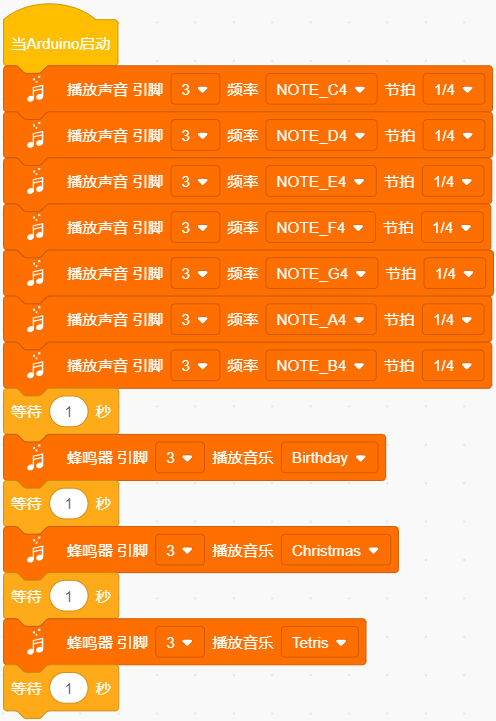 当Arduino启动
播放声音 引脚 3 频率 NOTE_C4 节拍 1/4
播放声音 引脚 3 频率 NOTE_D4 节拍 1/4
播放声音 引脚 3 频率 NOTE_E4 节拍 1/4
播放声音 引脚 3 频率 NOTE_F4 节拍 1/4
播放声音 引脚 3 频率 NOTE_G4 节拍 1/4
播放声音 引脚 3 频率 NOTE_A4 节拍 1/4
播放声音 引脚 3 频率 NOTE_B4 节拍 1/4
等待 1 秒
蜂鸣器 引脚 3 播放音乐 Birthday
等待 1 秒
蜂鸣器 引脚 3 播放音乐 Christmas
等待 1 秒
蜂鸣器 引脚 3 播放音乐 Tetris
等待 1 秒